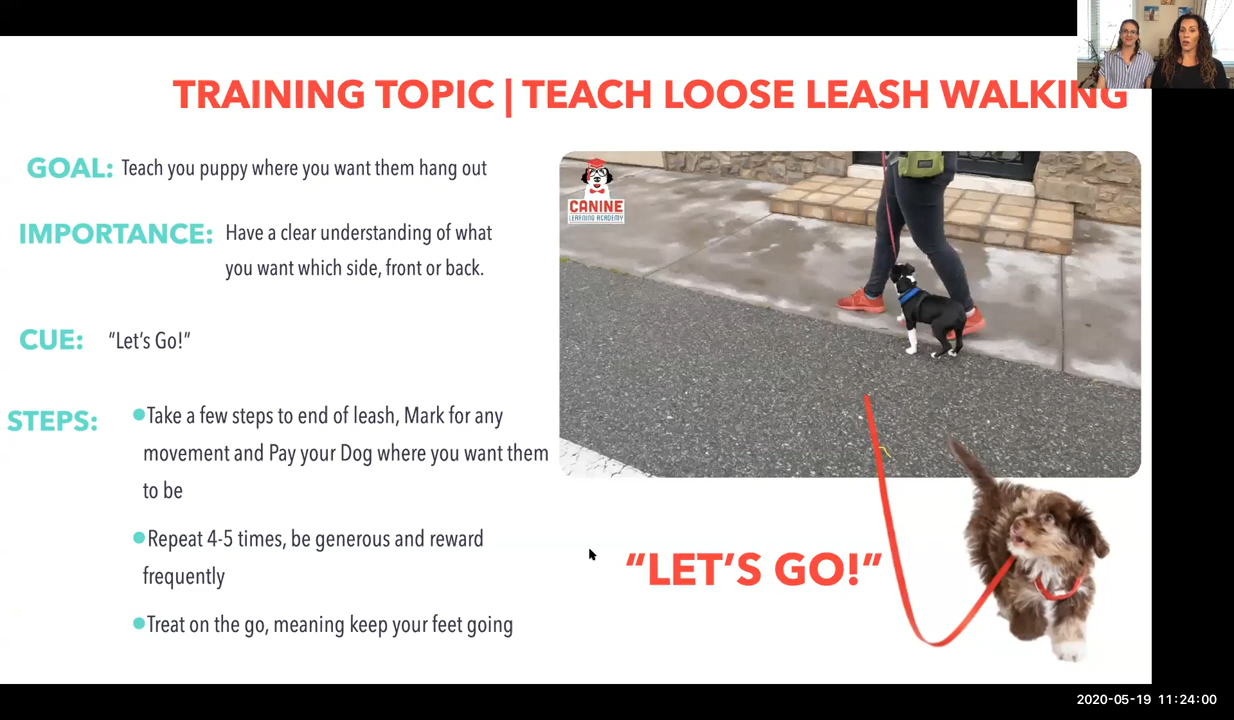 TRAINING TOPIC | TEACH LOOSE LEASH WALKING
GOAL: Teach you puppy where you want them hang out
IMPORTANCE: Have a clear understanding of what
you want which side, front or back.
CUE: “Let’s Go!”
STEPS: ●Take a few steps to end of leash, Mark for any
movement and Pay your Dog where you want them
to be
●Repeat 4-5 times, be generous and reward
frequently
●Treat on the go, meaning keep your feet going
CANINE
LEARNING ACADEMY
“LET’S GO!”
2020-05-19 11:24:00